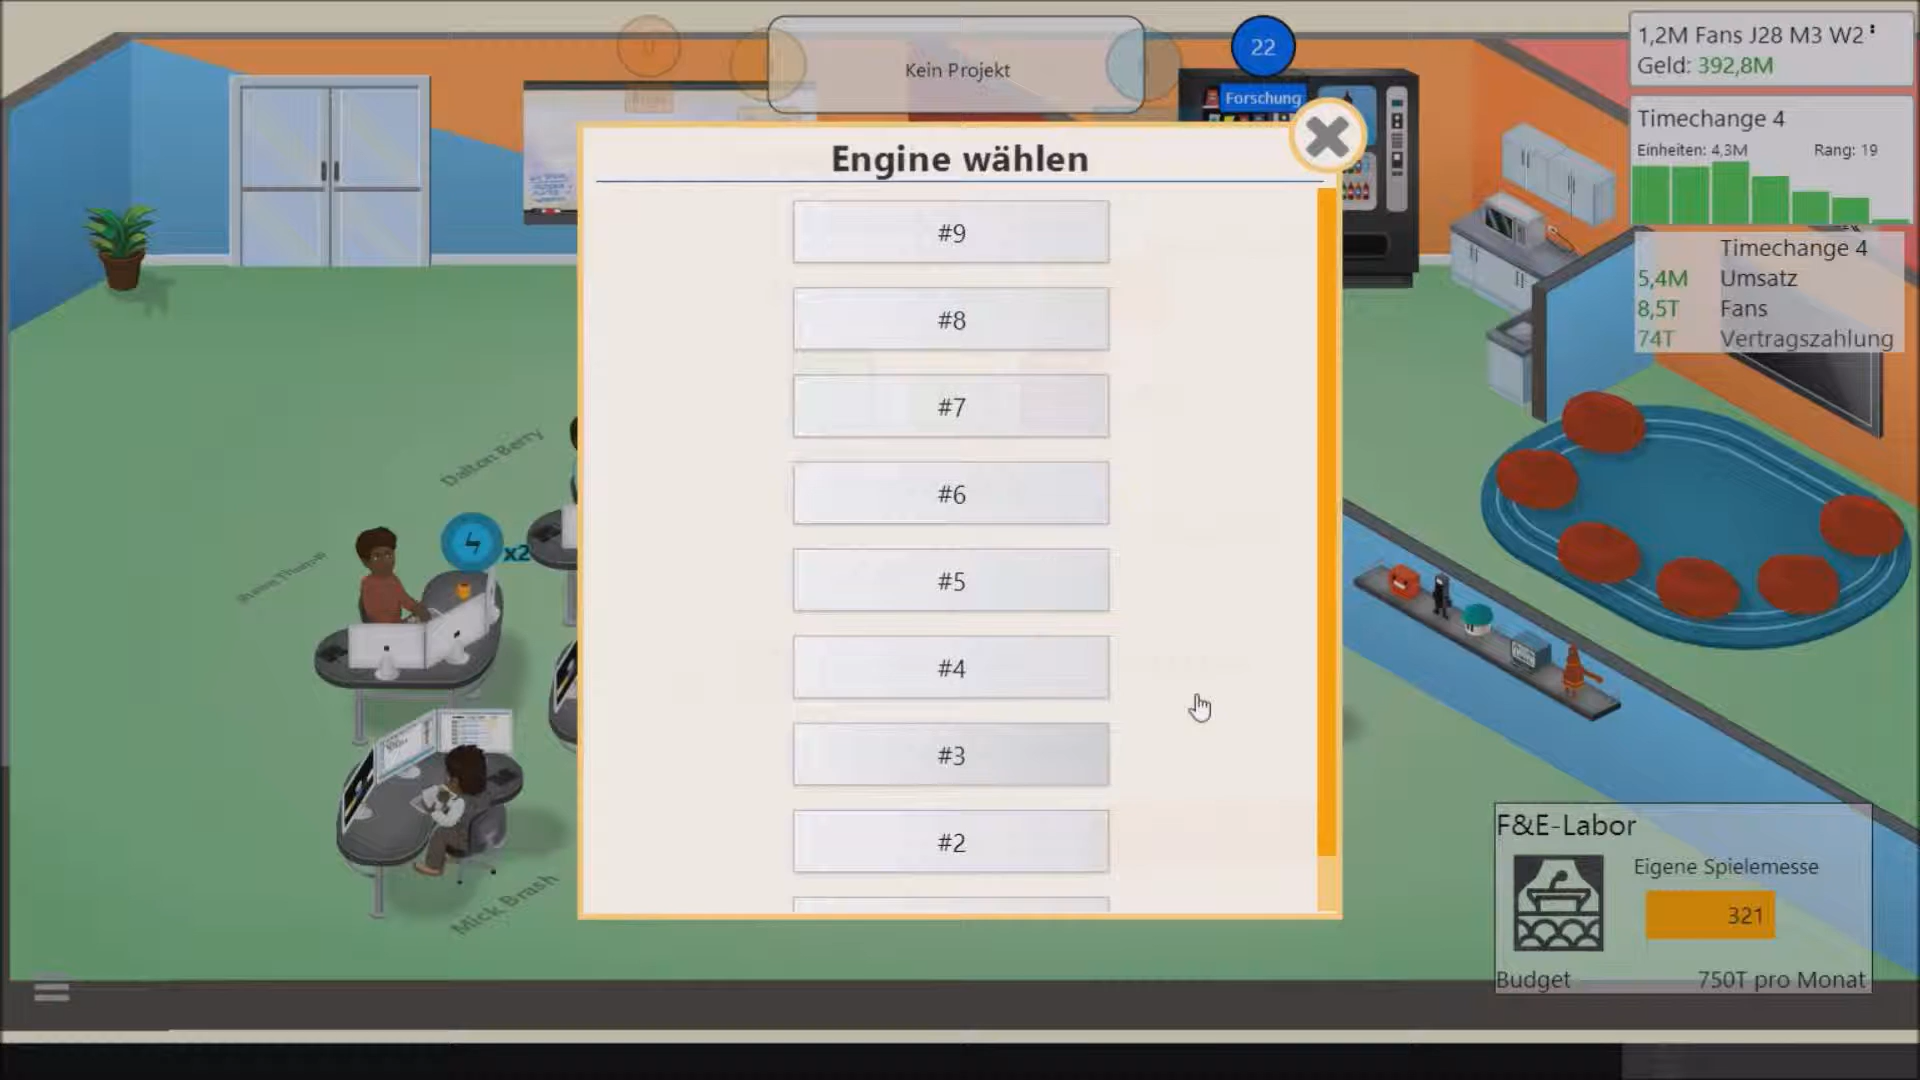 Kein Projekt
22
Forschung
1,2M Fans J28 M3 W2
Geld: 392,8M
Timechange 4
Einheiten: 4,3M Rang: 19
Timechange 4
5,4M Umsatz
8,5T Fans
74T Vertragszahlung
Engine wählen
#9
#8
#7
#6
#5
#4
#3
#2
Dalton Berry
x2
Mick Brash
F&E-Labor
Eigene Spielemesse
321
Budget 750T pro Monat